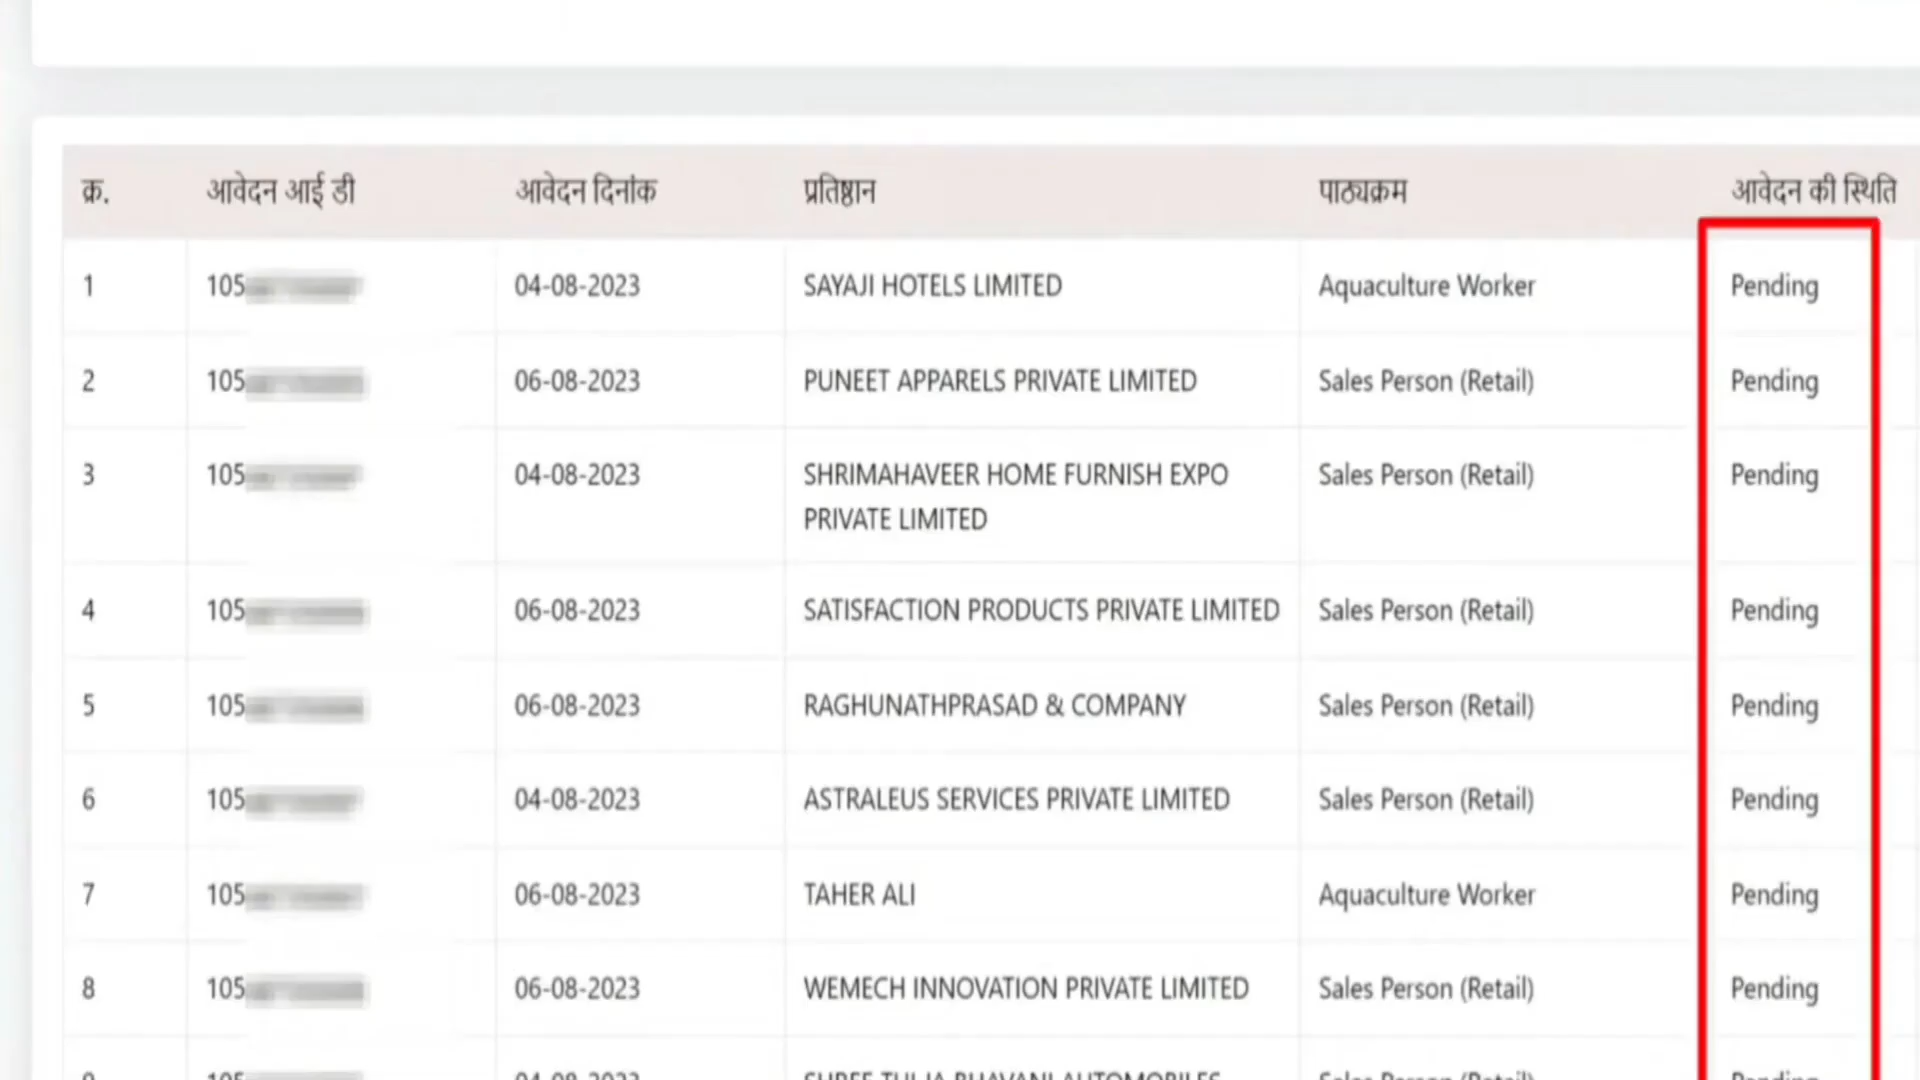 क्र. आवेदन आई डी आवेदन दिनांक प्रतिष्ठान पाठ्यक्रम आवेदन की स्थिति
1 105 04-08-2023 SAYAJI HOTELS LIMITED Aquaculture Worker Pending
2 105 06-08-2023 PUNEET APPARELS PRIVATE LIMITED Sales Person (Retail) Pending
3 105 04-08-2023 SHRIMAHAVEER HOME FURNISH EXPO Sales Person (Retail) Pending
PRIVATE LIMITED
4 105 06-08-2023 SATISFACTION PRODUCTS PRIVATE LIMITED Sales Person (Retail) Pending
5 105 06-08-2023 RAGHUNATHPRASAD & COMPANY Sales Person (Retail) Pending
6 105 04-08-2023 ASTRALEUS SERVICES PRIVATE LIMITED Sales Person (Retail) Pending
7 105 06-08-2023 TAHER ALI Aquaculture Worker Pending
8 105 06-08-2023 WEMECH INNOVATION PRIVATE LIMITED Sales Person (Retail) Pending